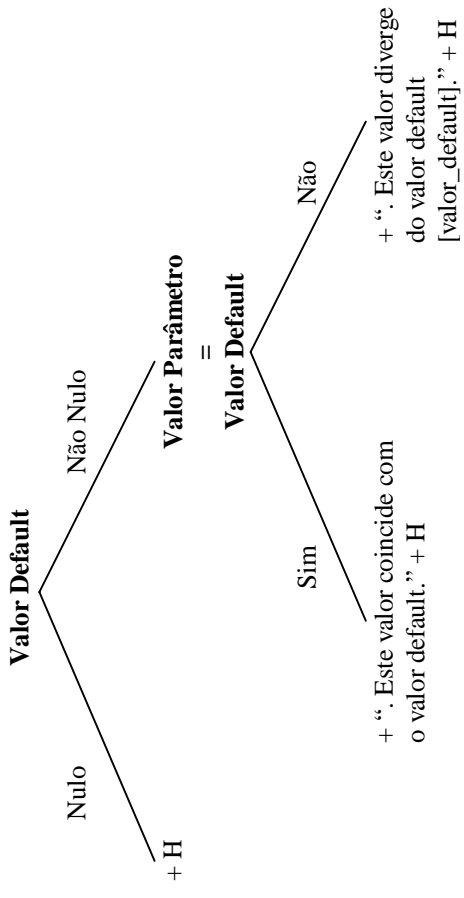 Valor Default
Nulo
Não Nulo
+ H
Valor Parâmetro
=
Valor Default
Sim
Não
+ “. Este valor coincide com
o valor default.” + H
+ “. Este valor diverge
do valor default
[valor_default].” + H